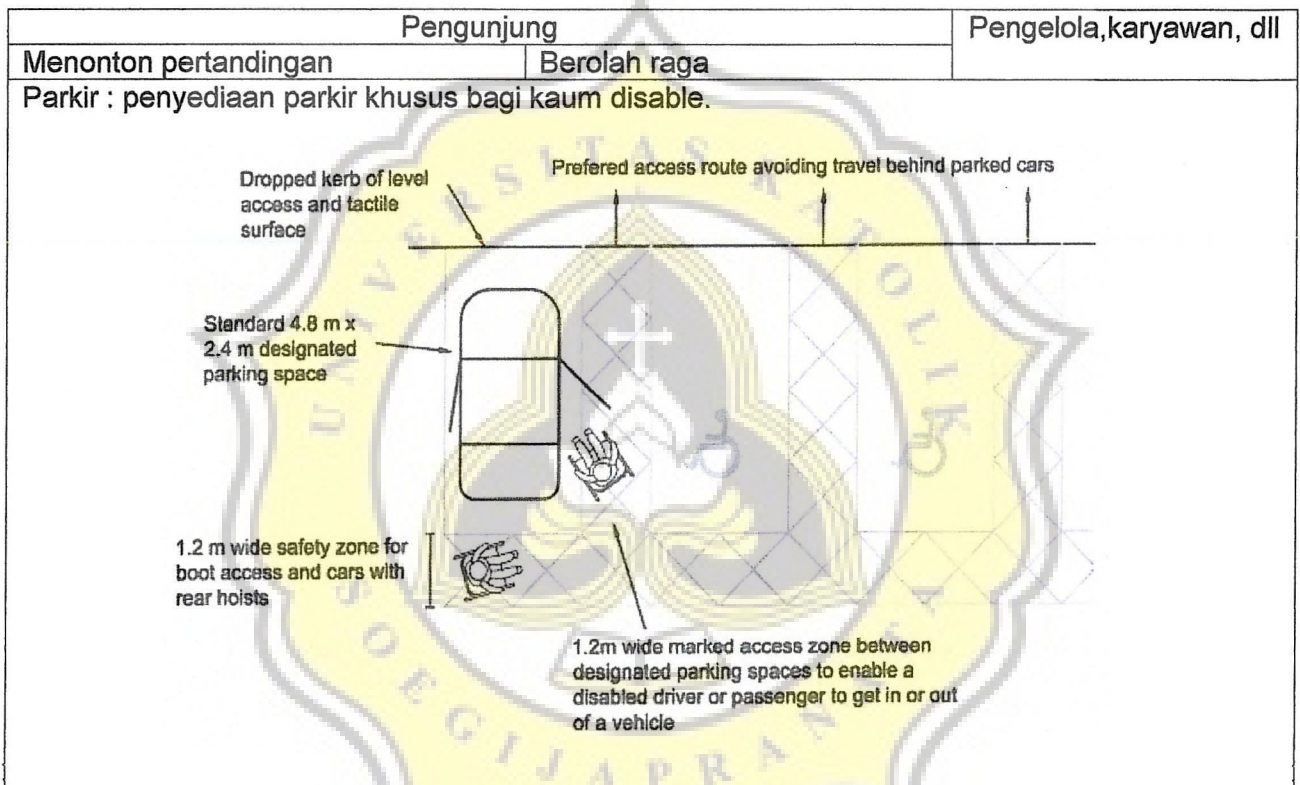 Pengunjung
Pengelola,karyawan, dll
Menonton pertandingan
Berolah raga
Parkir : penyediaan parkir khusus bagi kaum disable.
Dropped kerb of level
access and tactile
surface
Prefered access route avoiding travel behind parked cars
Standard 4.8 m x
2.4 m designated
parking space
1.2 m wide safety zone for
boot access and cars with
rear hoists
1.2m wide marked access zone between
designated parking spaces to enable a
disabled driver or passenger to get in or out
of a vehicle
UNIVERSITAS KATOLIK
SOEGIJAPRANATA